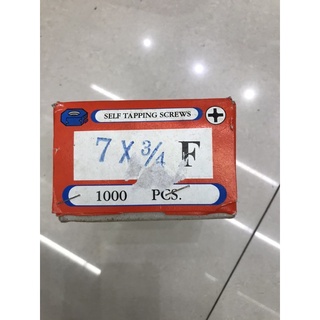 SELF TAPPING SCREWS
7 X 3/4 F
1000 PCS.